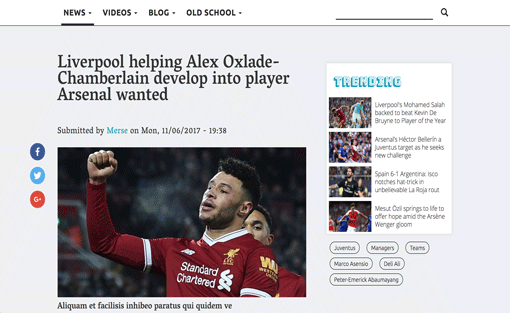 NEWS
VIDEOS
BLOG
OLD SCHOOL
Liverpool helping Alex Oxlade-
Chamberlain develop into player
Arsenal wanted
Submitted by Merse on Mon, 11/06/2017 - 19:38
Standard
Chartered
WESTERN
Aliquam et facilisis inhibeo paratus qui quidem ve
TRENDING
Liverpool's Mohamed Salah
backed to beat Kevin De
Bruyne to Player of the Year
Arsenal's Héctor Bellerín a
Juventus target as he seeks
new challenge
Spain 6-1 Argentina: Isco
notches hat-trick in
unbelievable La Roja rout
Mesut Özil springs to life to
offer hope amid the Arsène
Wenger gloom
Juventus
Managers
Teams
Marco Asensio
Deli Ali
Peter-Emerick Abaumayang